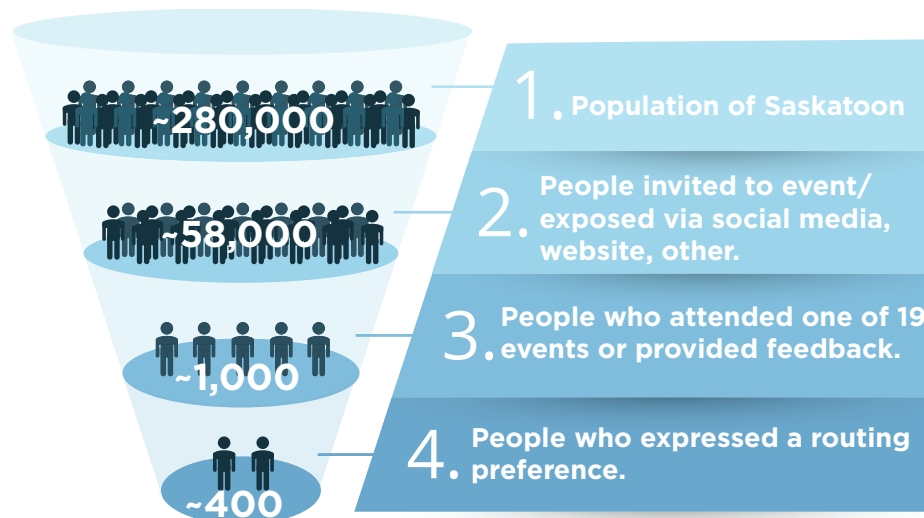 ~280,000
1. Population of Saskatoon
~58,000
2. People invited to event/
exposed via social media,
website, other.
~1,000
3. People who attended one of 19
events or provided feedback.
~400
4. People who expressed a routing
preference.